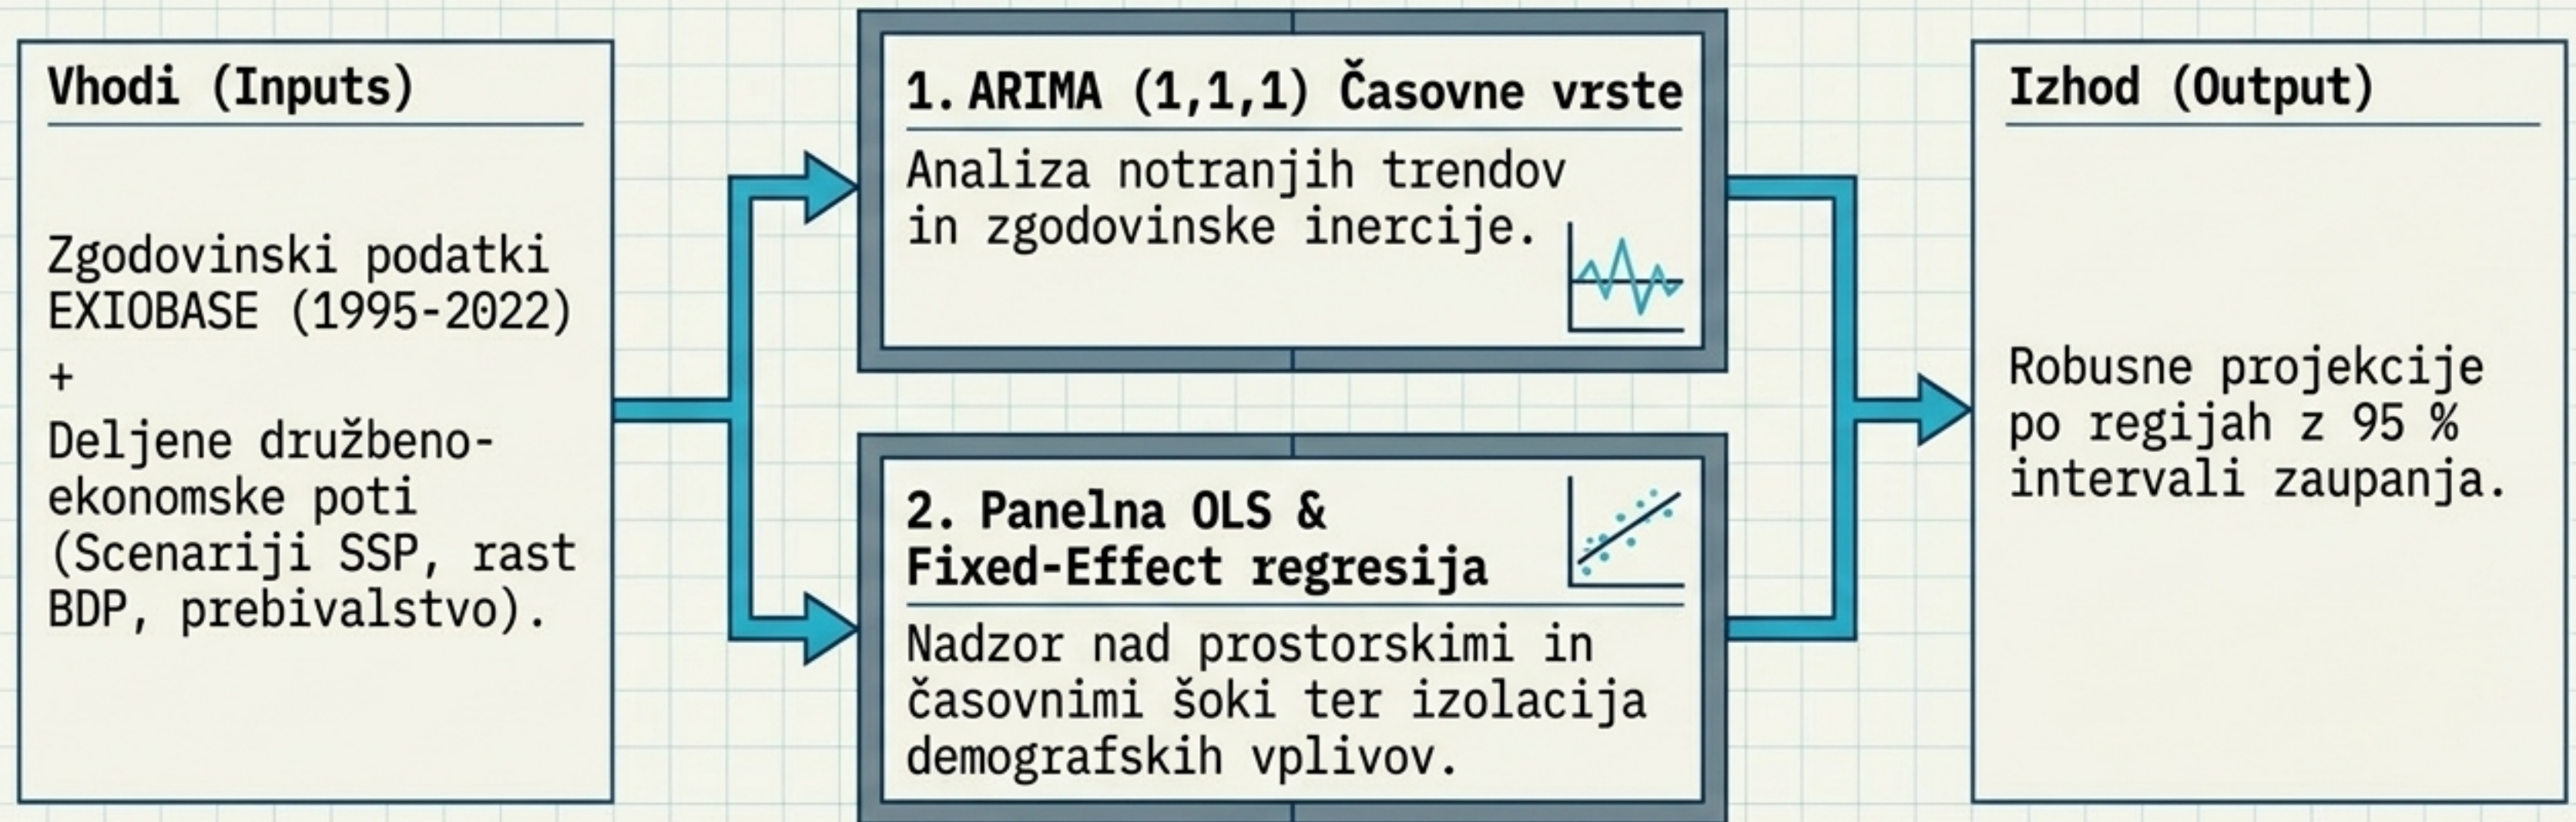 Vhodi (Inputs)
Zgodovinski podatki
EXIOBASE (1995-2022)
+
Deljene družbeno-
ekonomske poti
(Scenariji SSP, rast
BDP, prebivalstvo).
1. ARIMA (1,1,1) Časovne vrste
Analiza notranjih trendov
in zgodovinske inercije.
2. Panelna OLS &
Fixed-Effect regresija
Nadzor nad prostorskimi in
časovnimi šoki ter izolacija
demografskih vplivov.
Izhod (Output)
Robusne projekcije
po regijah z 95 %
intervali zaupanja.